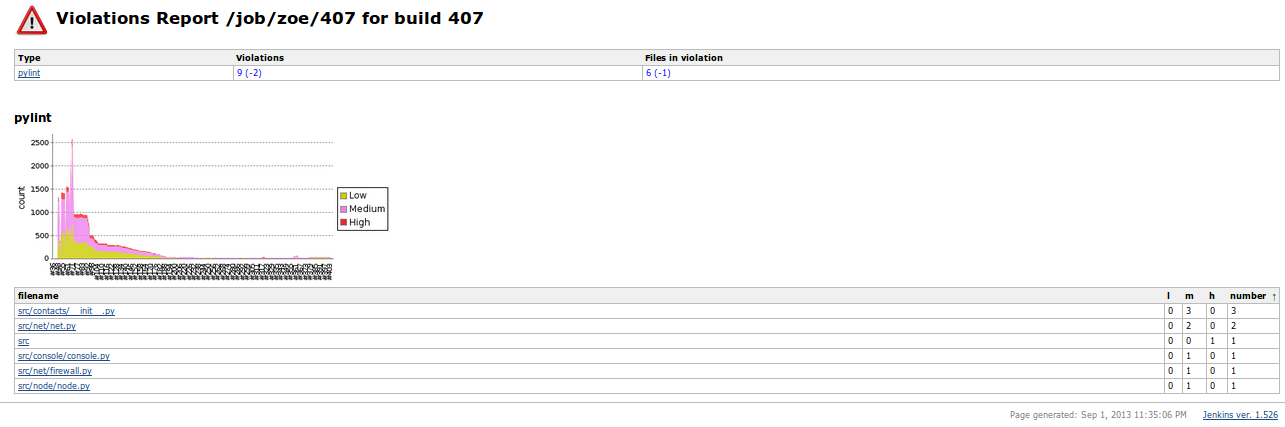 Violations Report /job/zoe/407 for build 407
Type Violations Files in violation
pylint 9 (-2) 6 (-1)
pylint
2500
2000
1500
1000
500
0
count
Low
Medium
High
filename l m h number ↑
src/contacts/__init__.py 0 3 0 3
src/net/net.py 0 2 0 2
src 0 0 1 1
src/console/console.py 0 1 0 1
src/net/firewall.py 0 1 0 1
src/node/node.py 0 1 0 1
Page generated: Sep 1, 2013 11:35:06 PM Jenkins ver. 1.526